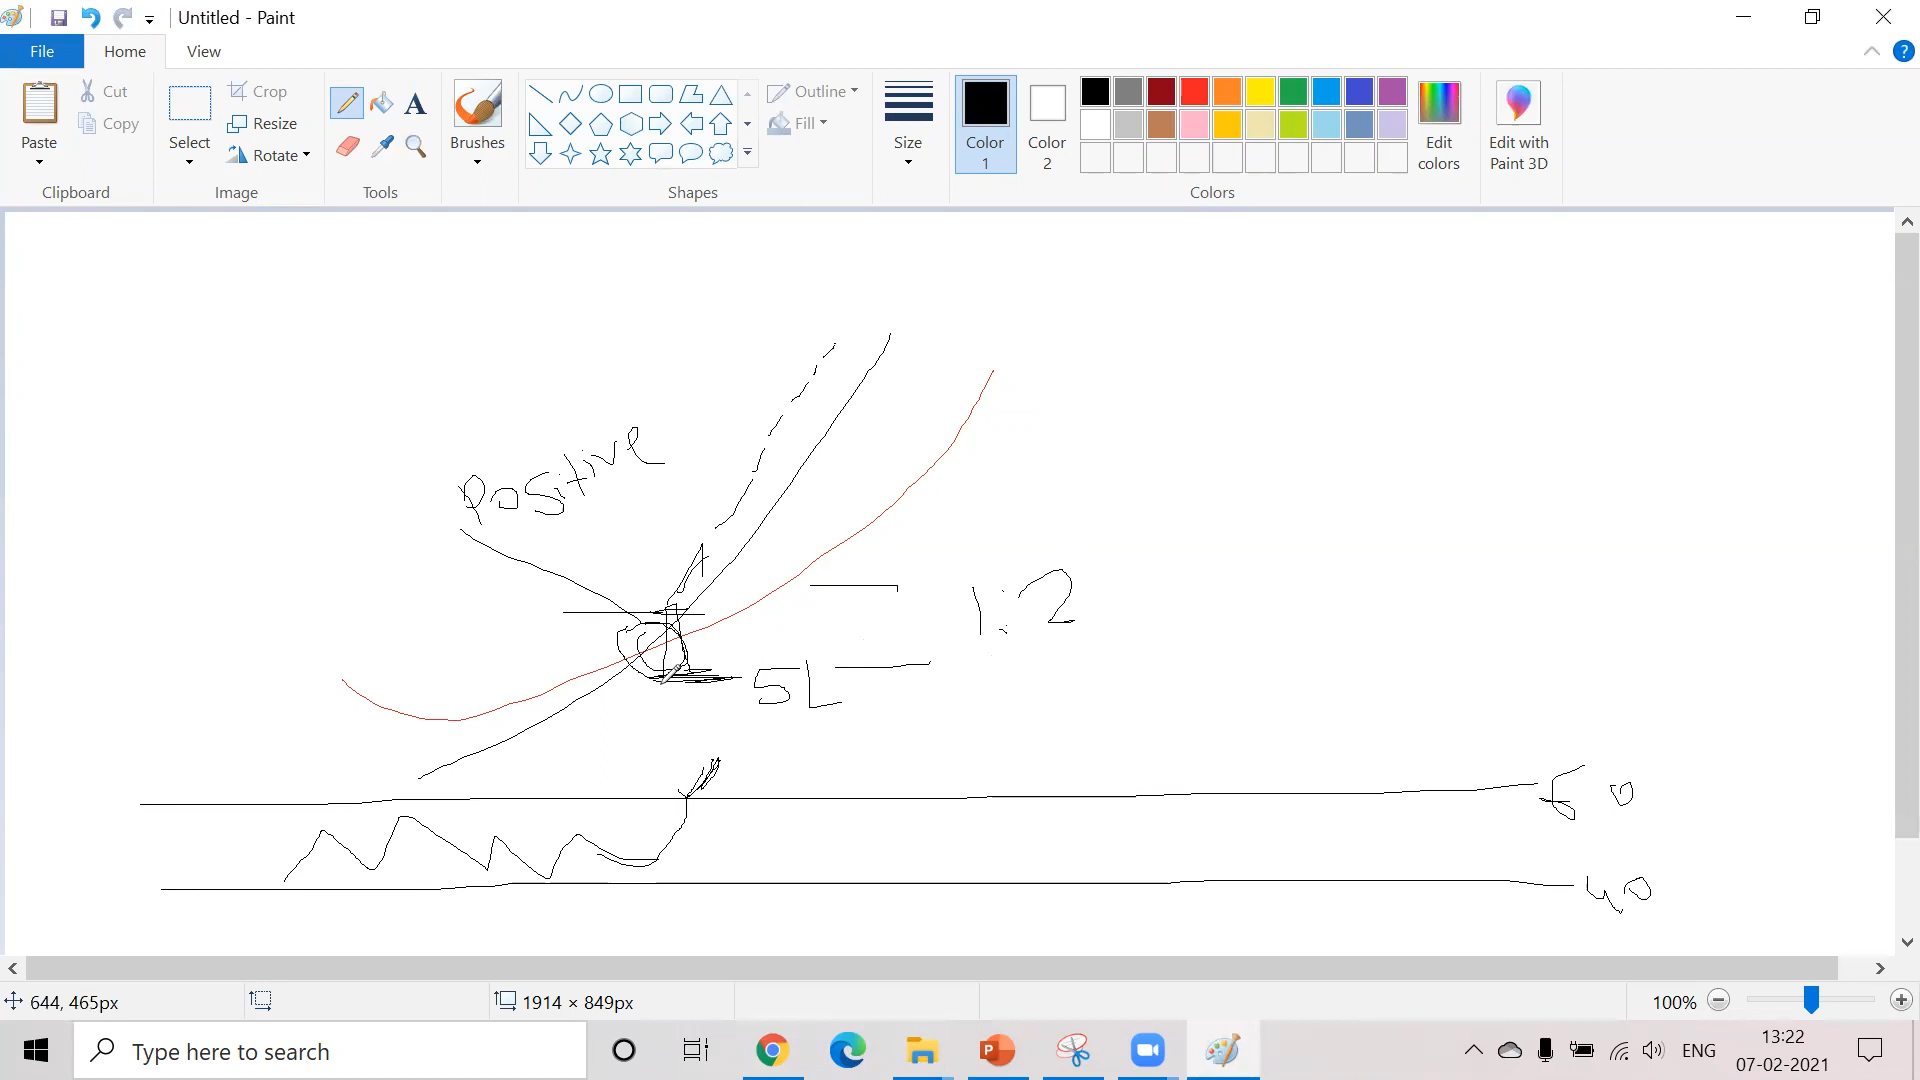 Untitled - Paint
File Home View
Paste
Cut
Copy
Clipboard
Select
Crop
Resize
Rotate
Image
Tools
Brushes
Shapes
Outline
Fill
Size
Color 1
Color 2
Colors
Edit colors
Edit with Paint 3D
Positive
1:2
SL
60
40
644, 465px
1914 × 849px
100%
Type here to search
ENG
13:22
07-02-2021